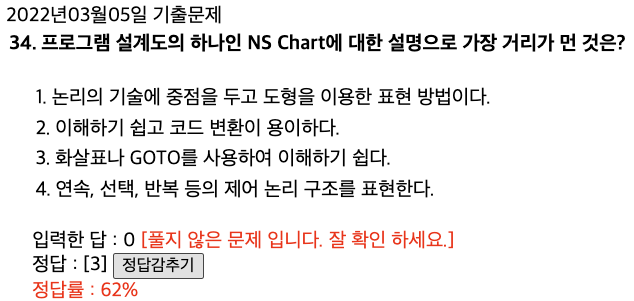 2022년03월05일 기출문제
34. 프로그램 설계도의 하나인 NS Chart에 대한 설명으로 가장 거리가 먼 것은?
1. 논리의 기술에 중점을 두고 도형을 이용한 표현 방법이다.
2. 이해하기 쉽고 코드 변환이 용이하다.
3. 화살표나 GOTO를 사용하여 이해하기 쉽다.
4. 연속, 선택, 반복 등의 제어 논리 구조를 표현한다.
입력한 답 : 0 [풀지 않은 문제 입니다. 잘 확인 하세요.]
정답 : [3] 정답감추기
정답률 : 62%